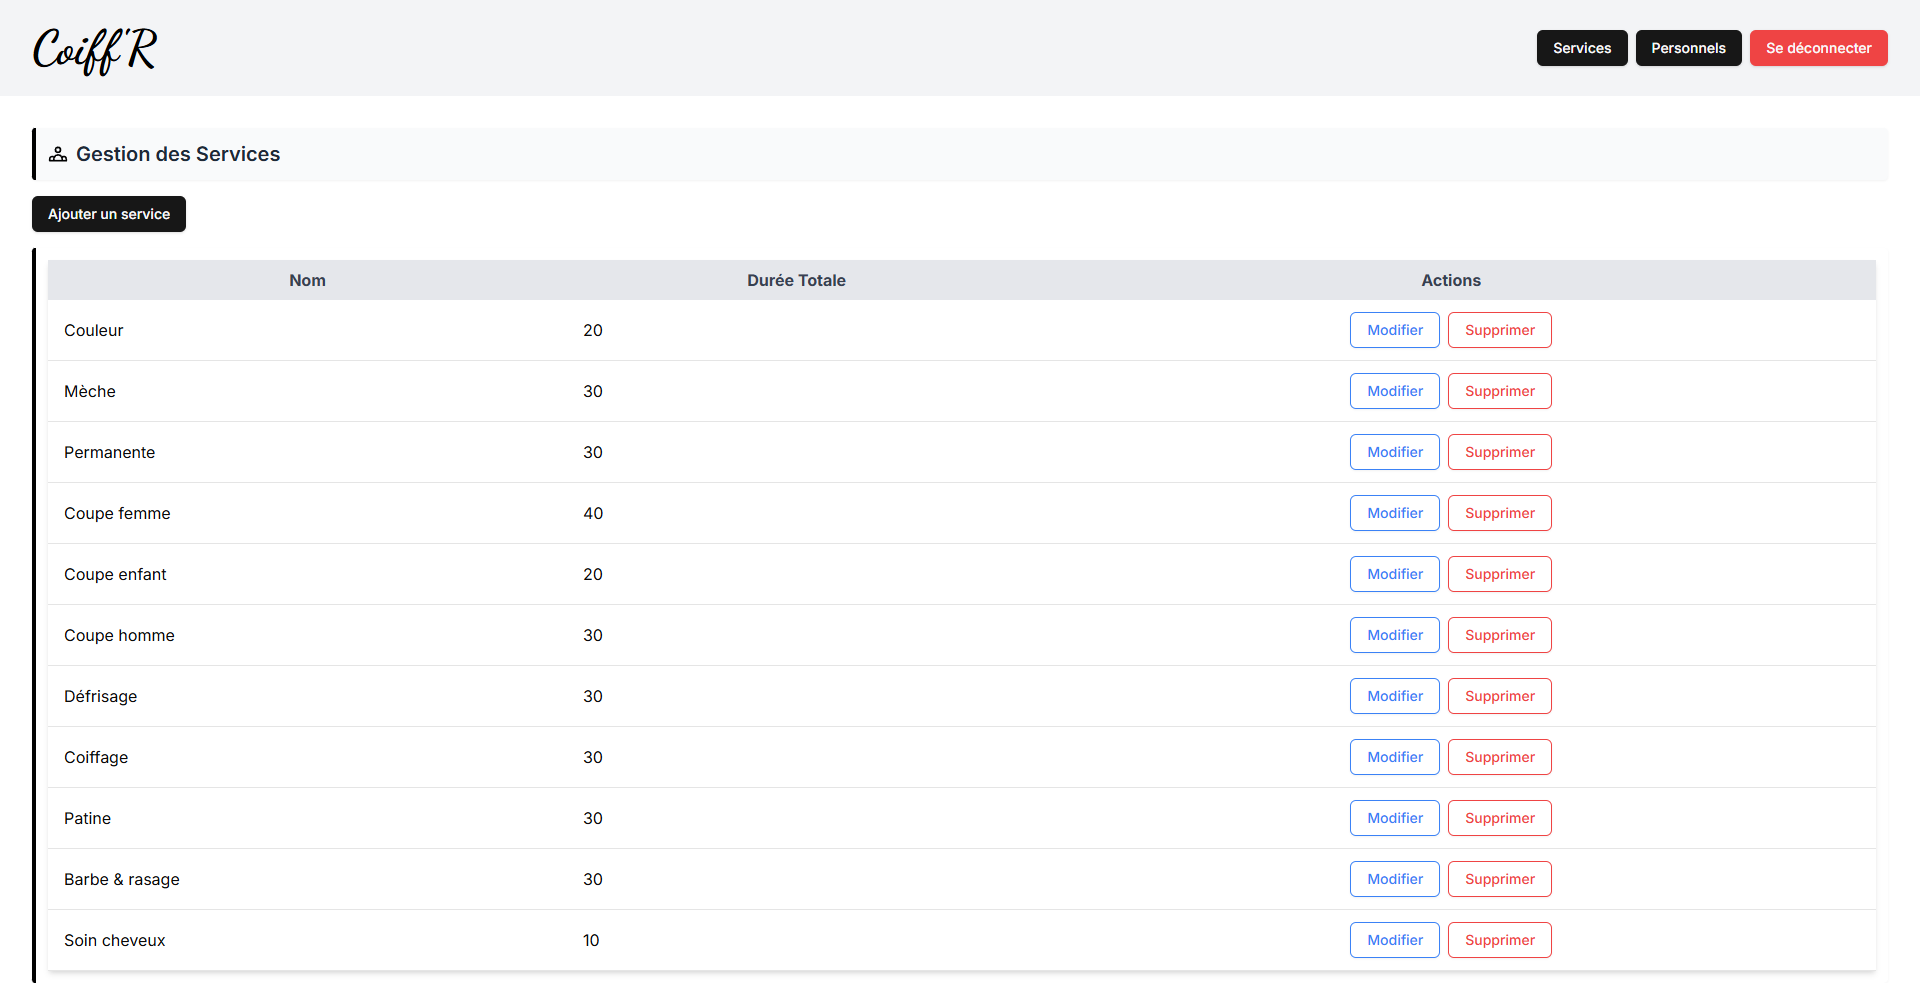 Coiff'R
Services Personnels Se déconnecter
Gestion des Services
Ajouter un service
Nom Durée Totale Actions
Couleur 20 Modifier Supprimer
Mèche 30 Modifier Supprimer
Permanente 30 Modifier Supprimer
Coupe femme 40 Modifier Supprimer
Coupe enfant 20 Modifier Supprimer
Coupe homme 30 Modifier Supprimer
Défrisage 30 Modifier Supprimer
Coiffage 30 Modifier Supprimer
Patine 30 Modifier Supprimer
Barbe & rasage 30 Modifier Supprimer
Soin cheveux 10 Modifier Supprimer